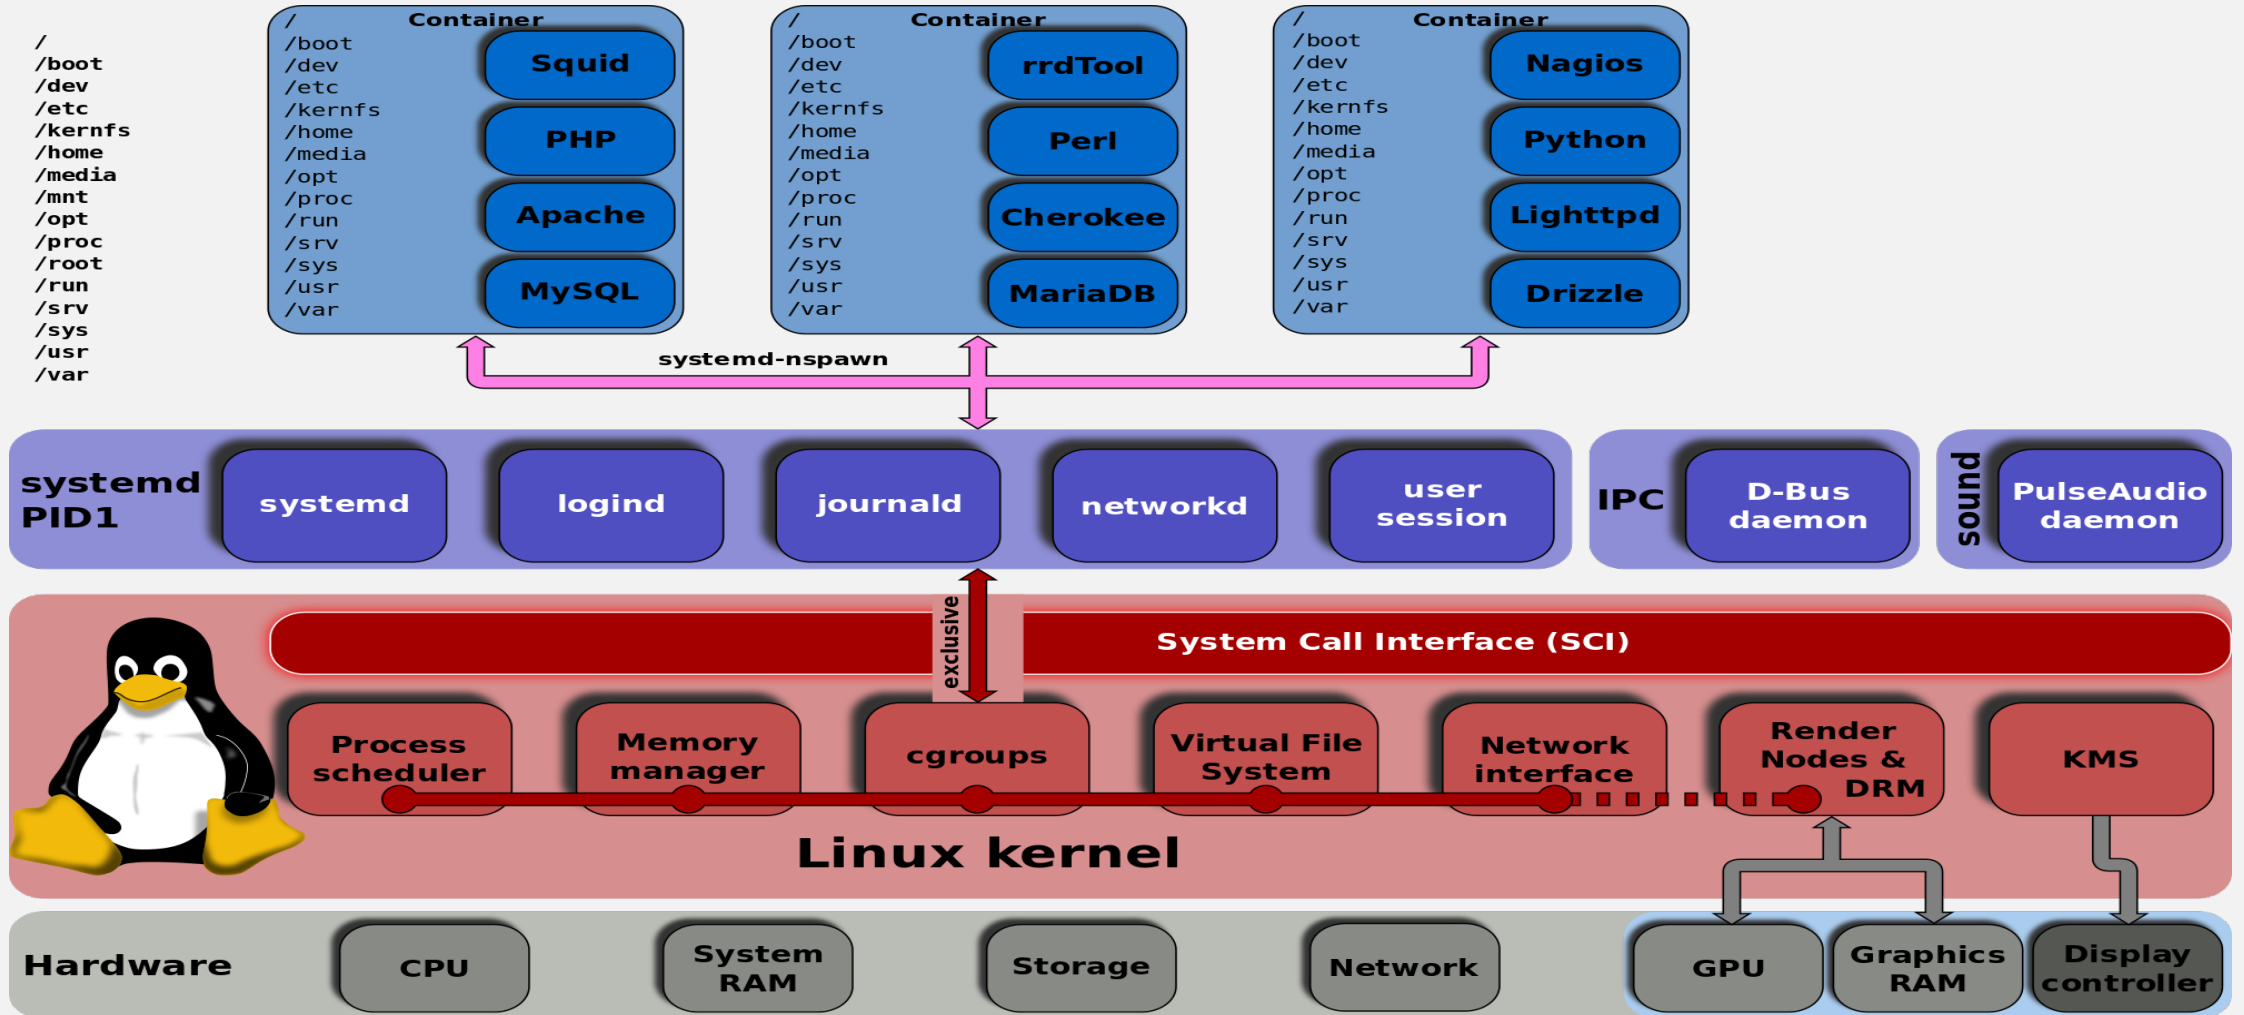 /
/boot
/dev
/etc
/kernfs
/home
/media
/mnt
/opt
/proc
/root
/run
/srv
/sys
/usr
/var
Container
/
/boot
/dev
/etc
/kernfs
/home
/media
/opt
/proc
/run
/srv
/sys
/usr
/var
Squid
PHP
Apache
MySQL
Container
/
/boot
/dev
/etc
/kernfs
/home
/media
/opt
/proc
/run
/srv
/sys
/usr
/var
rrdTool
Perl
Cherokee
MariaDB
Container
/
/boot
/dev
/etc
/kernfs
/home
/media
/opt
/proc
/run
/srv
/sys
/usr
/var
Nagios
Python
Lighttpd
Drizzle
systemd-nspawn
systemd
PID1
systemd
logind
journald
networkd
user
session
IPC
D-Bus
daemon
sound
PulseAudio
daemon
exclusive
System Call Interface (SCI)
Process
scheduler
Memory
manager
cgroups
Virtual File
System
Network
interface
Render
Nodes &
DRM
KMS
Linux kernel
Hardware
CPU
System
RAM
Storage
Network
GPU
Graphics
RAM
Display
controller